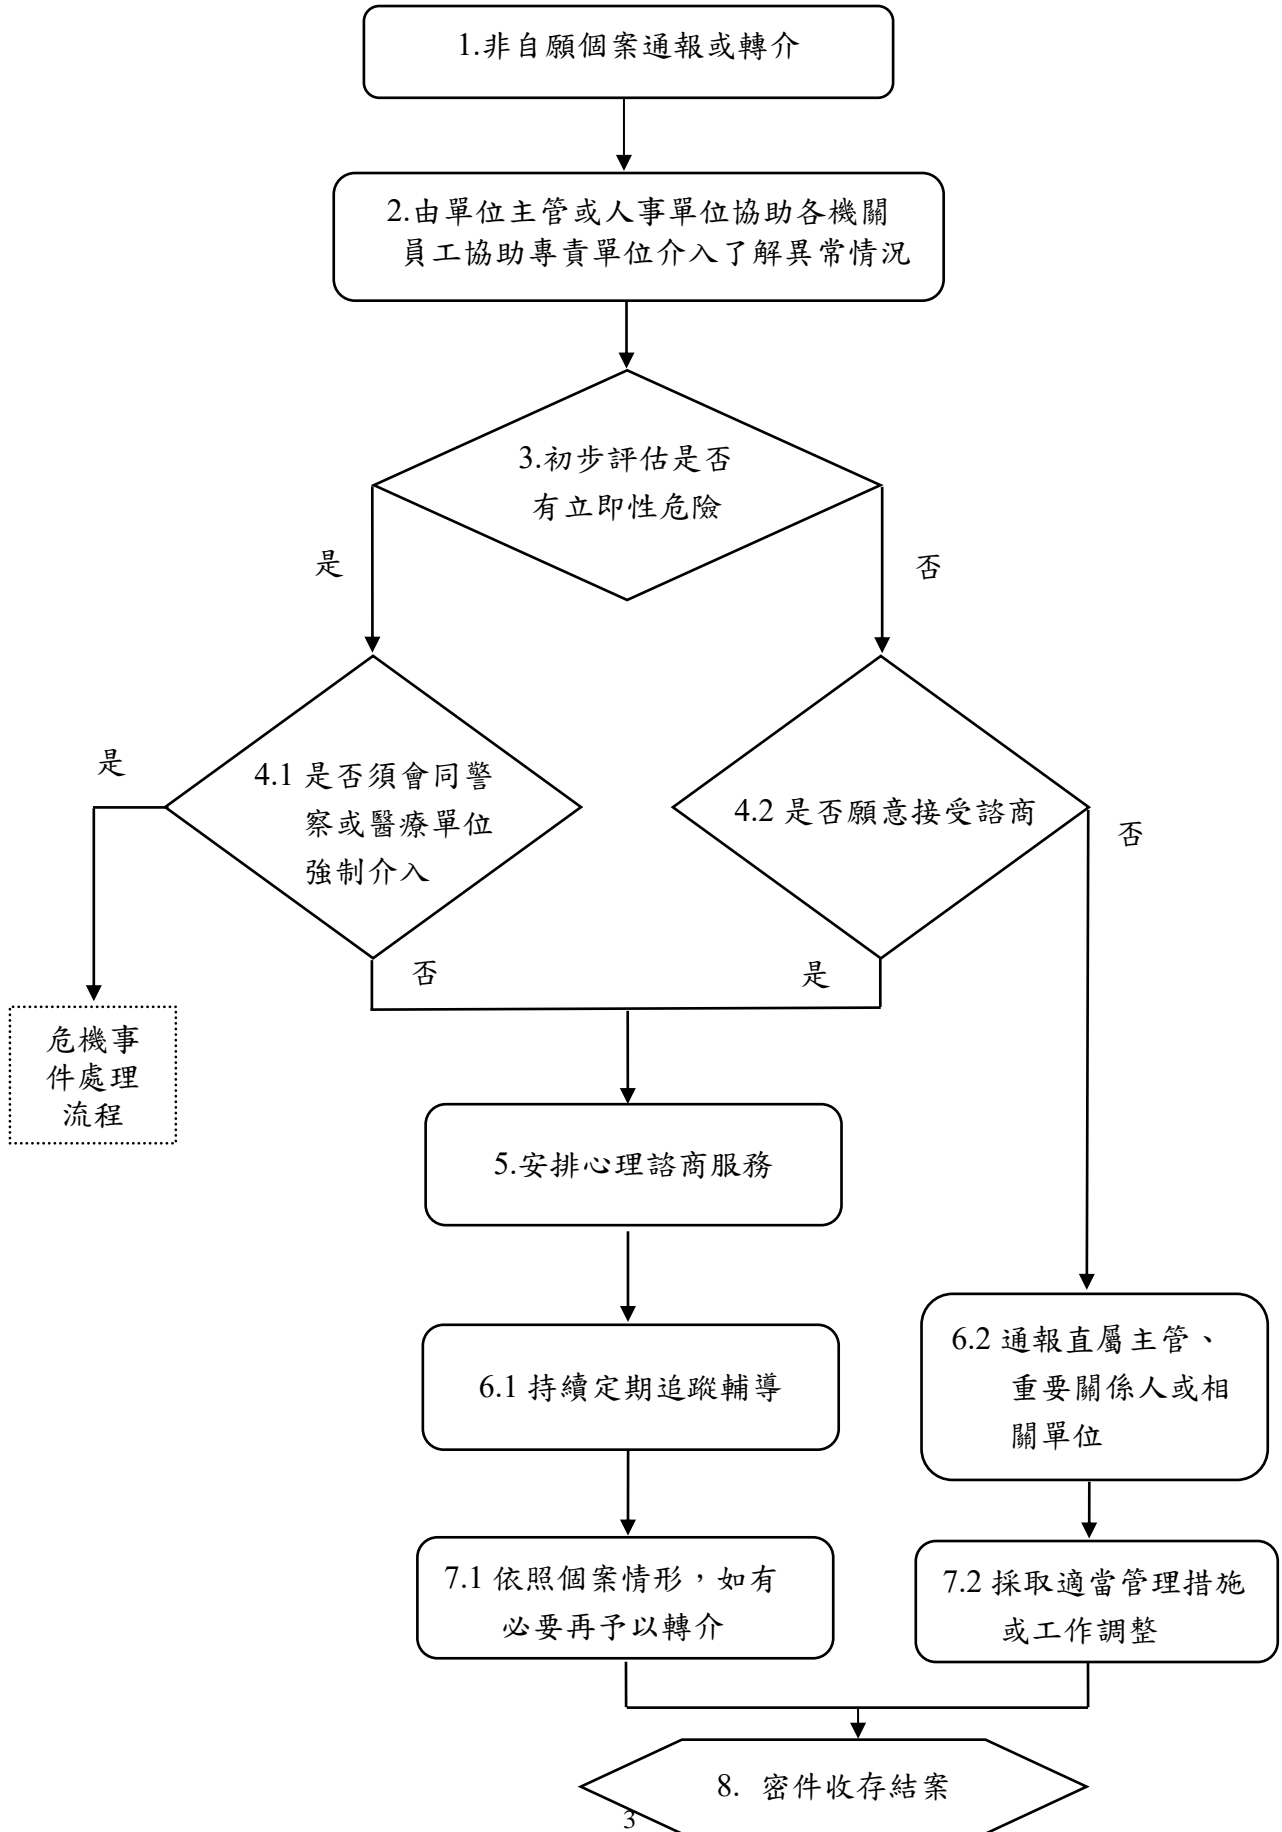 1.非自願個案通報或轉介
2.由單位主管或人事單位協助各機關
員工協助專責單位介入了解異常情況
3.初步評估是否
有立即性危險
是
否
是
4.1 是否須會同警
察或醫療單位
強制介入
4.2 是否願意接受諮商
否
否
是
危機事
件處理
流程
5.安排心理諮商服務
6.1 持續定期追蹤輔導
6.2 通報直屬主管、
重要關係人或相
關單位
7.1 依照個案情形，如有
必要再予以轉介
7.2 採取適當管理措施
或工作調整
8. 密件收存結案
3